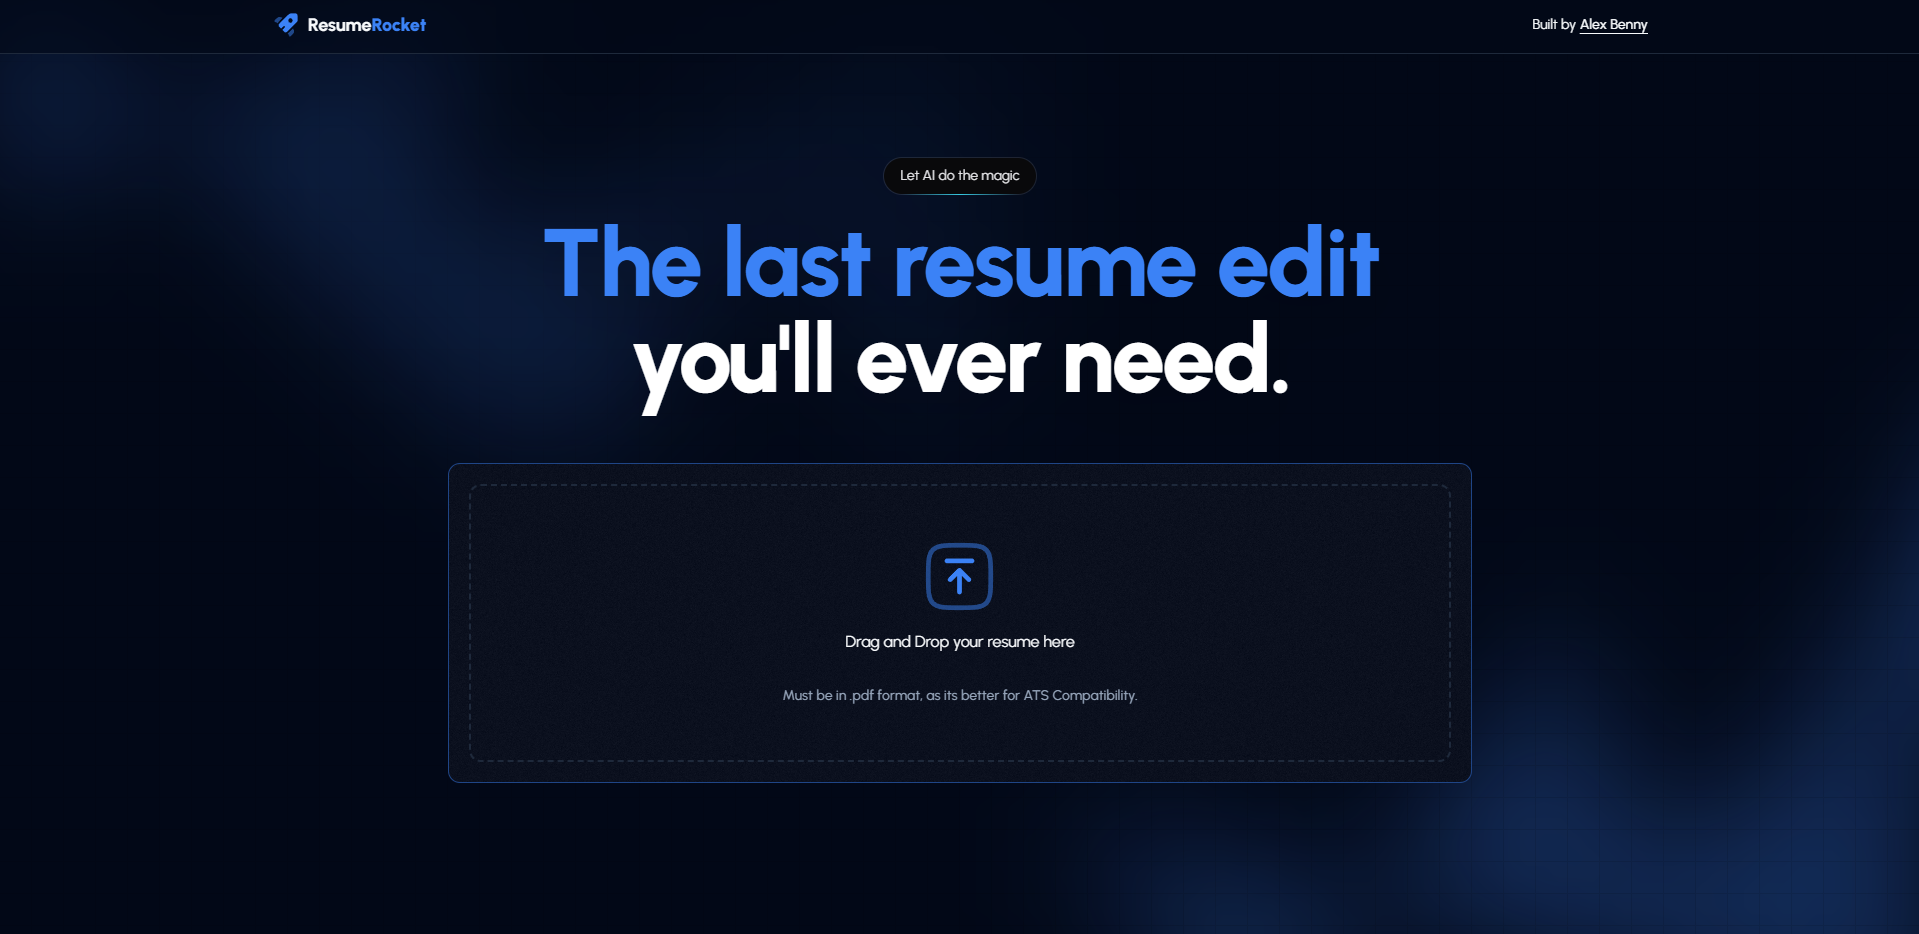 ResumeRocket
Built by Alex Benny
Let AI do the magic
The last resume edit
you'll ever need.
Drag and Drop your resume here
Must be in .pdf format, as its better for ATS Compatibility.